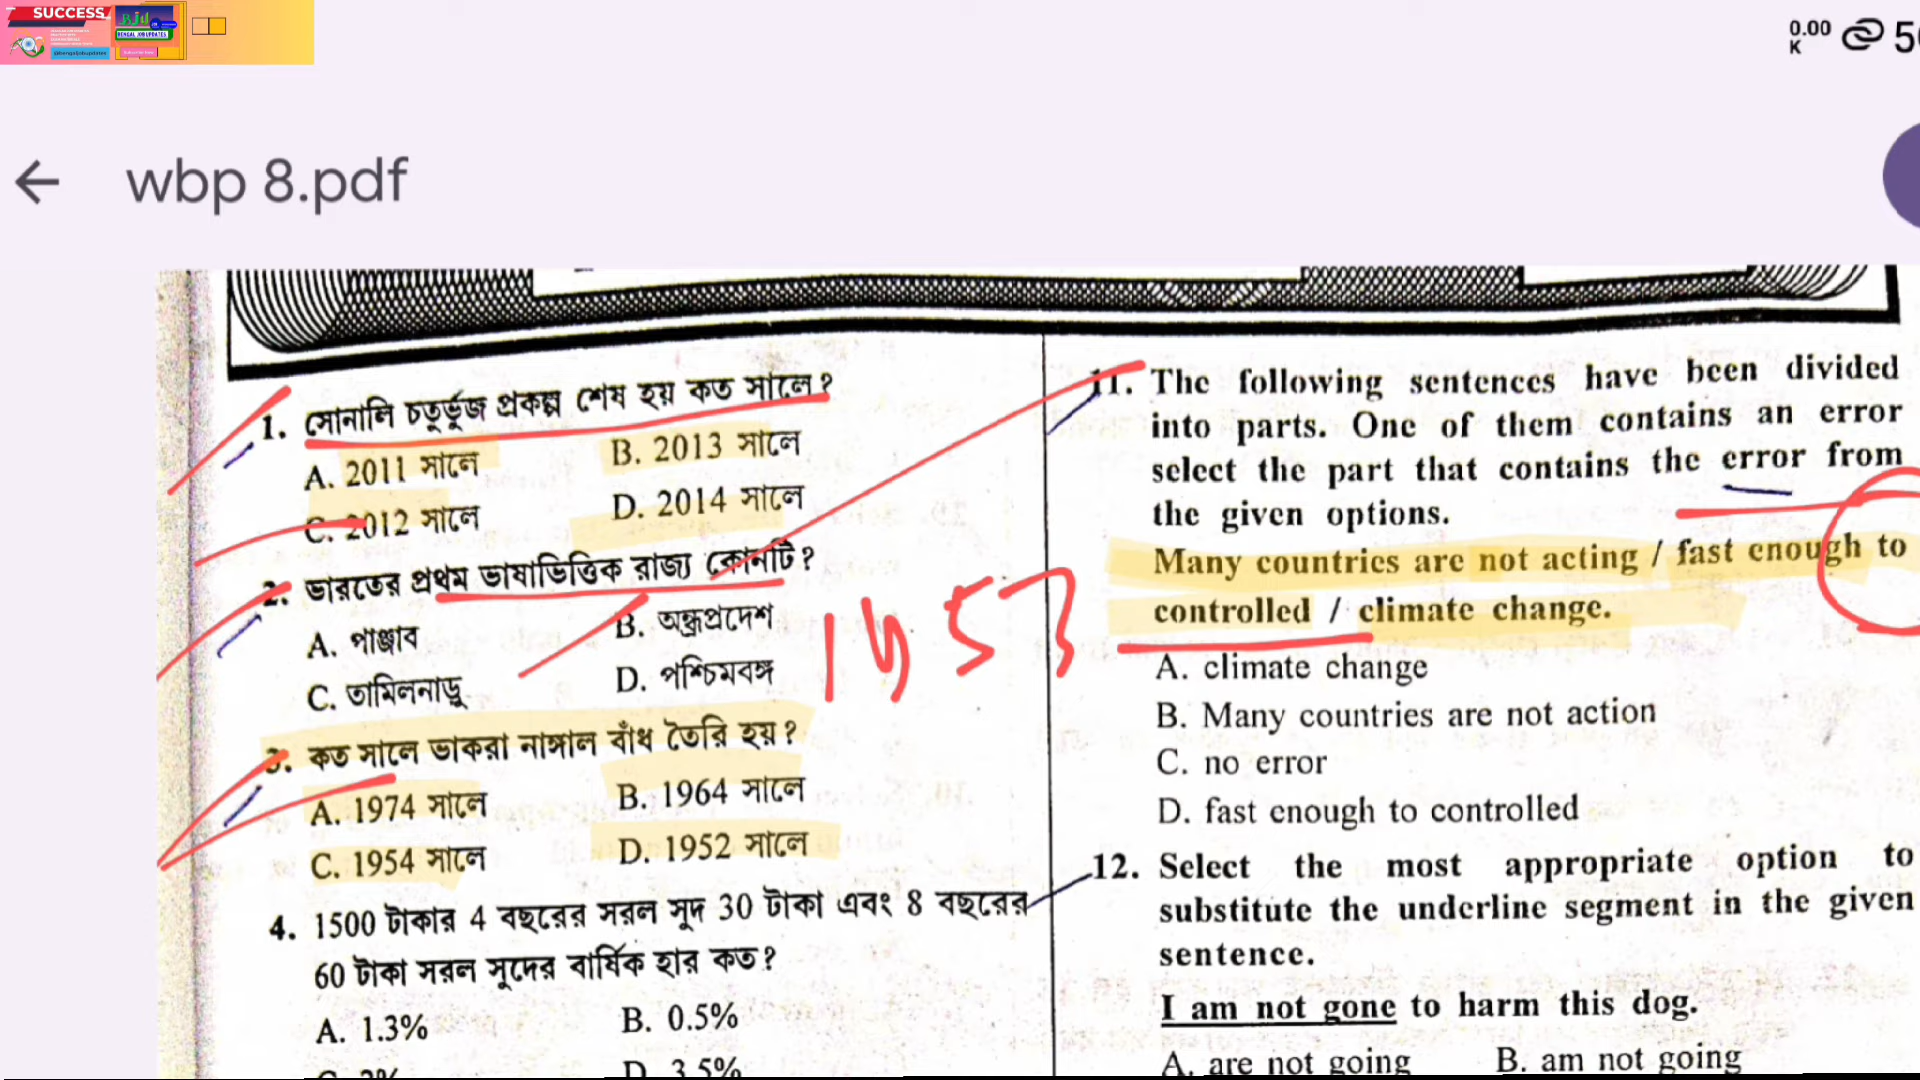 SUCCESS
BJU
BENGAL JOB UPDATES
0.00
K
wbp 8.pdf
1. সোনালি চতুর্ভুজ প্রকল্প শেষ হয় কত সালে?
A. 2011 সালে B. 2013 সালে
C. 2012 সালে D. 2014 সালে
2. ভারতের প্রথম ভাষাভিত্তিক রাজ্য কোনটি?
A. পাঞ্জাব B. অন্ধ্রপ্রদেশ
C. তামিলনাড়ু D. পশ্চিমবঙ্গ
1953
3. কত সালে ভাকরা নাঙ্গাল বাঁধ তৈরি হয়?
A. 1974 সালে B. 1964 সালে
C. 1954 সালে D. 1952 সালে
4. 1500 টাকার 4 বছরের সরল সুদ 30 টাকা এবং 8 বছরের
60 টাকা সরল সুদের বার্ষিক হার কত?
A. 1.3% B. 0.5%
D. 3.5%
11. The following sentences have been divided
into parts. One of them contains an error
select the part that contains the error from
the given options.
Many countries are not acting / fast enough to
controlled / climate change.
A. climate change
B. Many countries are not action
C. no error
D. fast enough to controlled
12. Select the most appropriate option to
substitute the underline segment in the given
sentence.
I am not gone to harm this dog.
A. are not going B. am not going